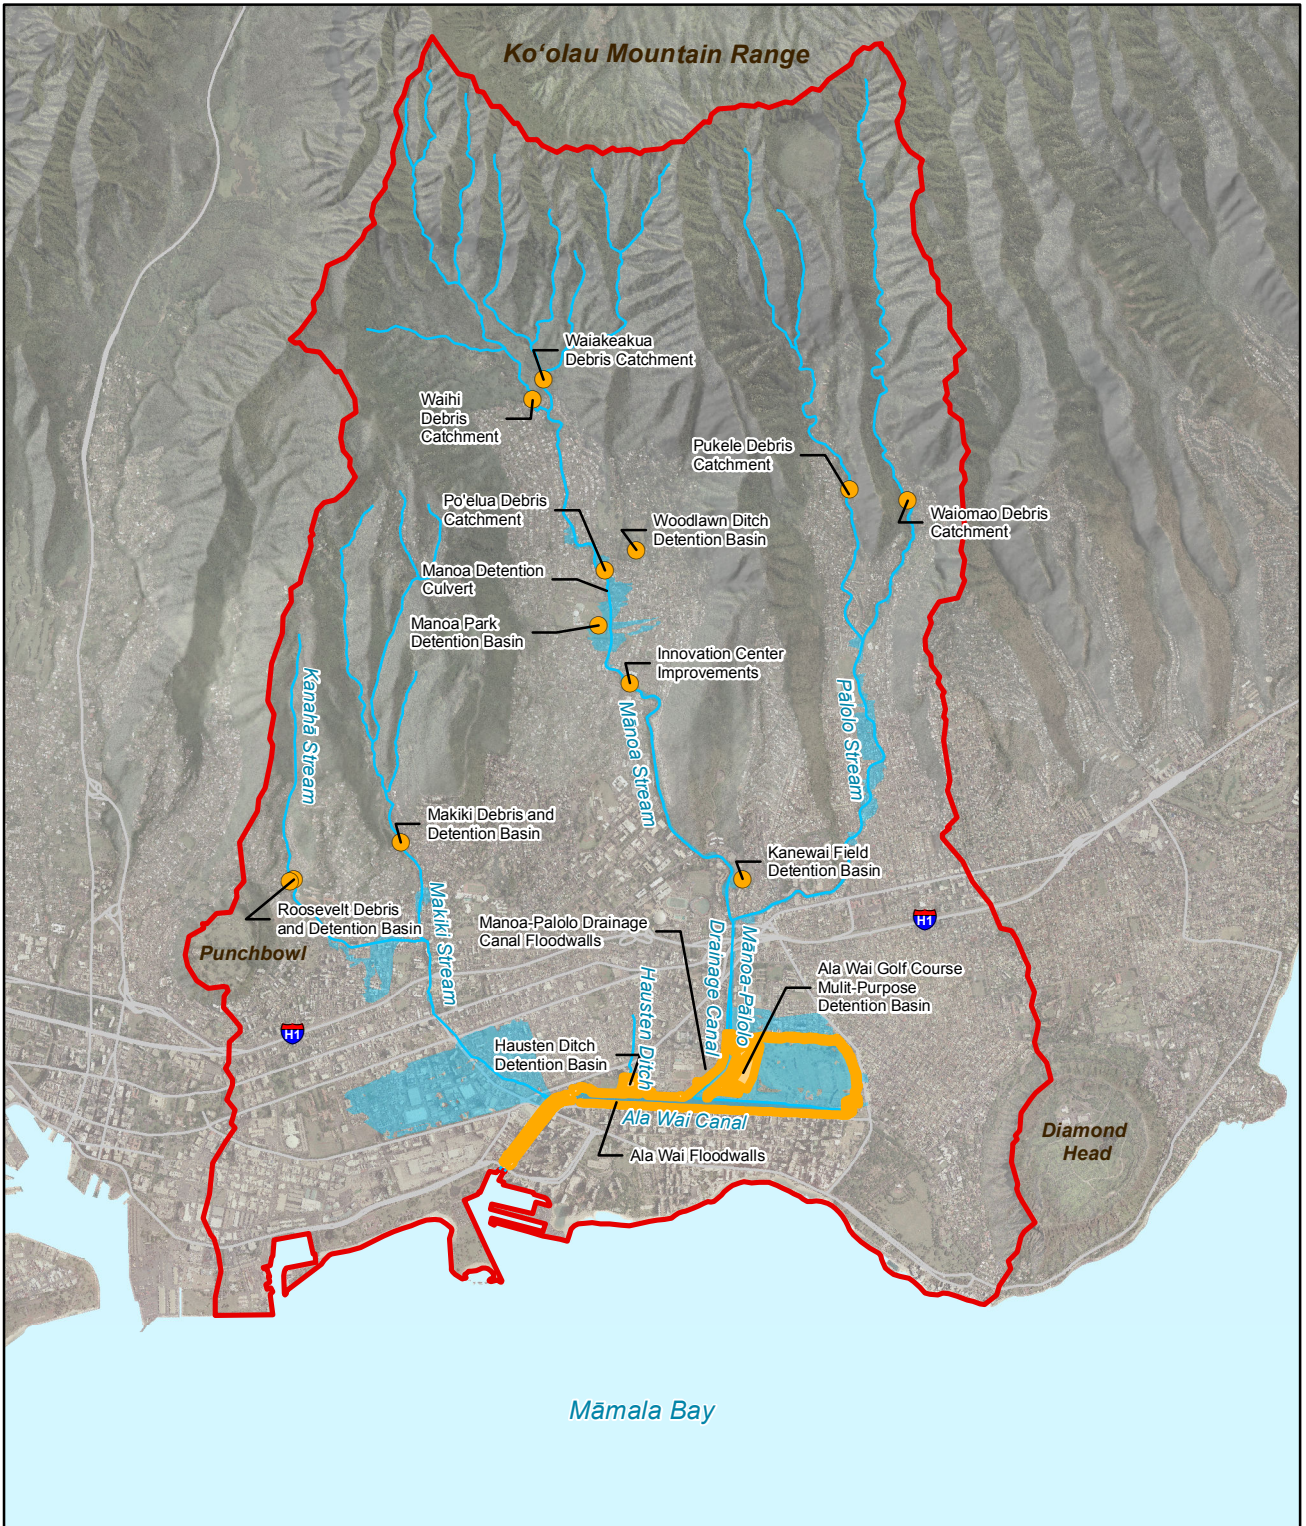 Ko'olau Mountain Range
Waiakeakua
Debris Catchment
Waihi
Debris
Catchment
Pukele Debris
Catchment
Po'elua Debris
Catchment
Woodlawn Ditch
Detention Basin
Waiomao Debris
Catchment
Manoa Detention
Culvert
Manoa Park
Detention Basin
Innovation Center
Improvements
Kanahā Stream
Mānoa Stream
Pālolo Stream
Makiki Debris and
Detention Basin
Kanewai Field
Detention Basin
Roosevelt Debris
and Detention Basin
Makiki Stream
Manoa-Palolo Drainage
Canal Floodwalls
H1
Punchbowl
Mānoa-Pālolo
Drainage Canal
Ala Wai Golf Course
Mulit-Purpose
Detention Basin
Hausten Ditch
H1
Hausten Ditch
Detention Basin
Ala Wai Canal
Ala Wai Floodwalls
Diamond
Head
Māmala Bay